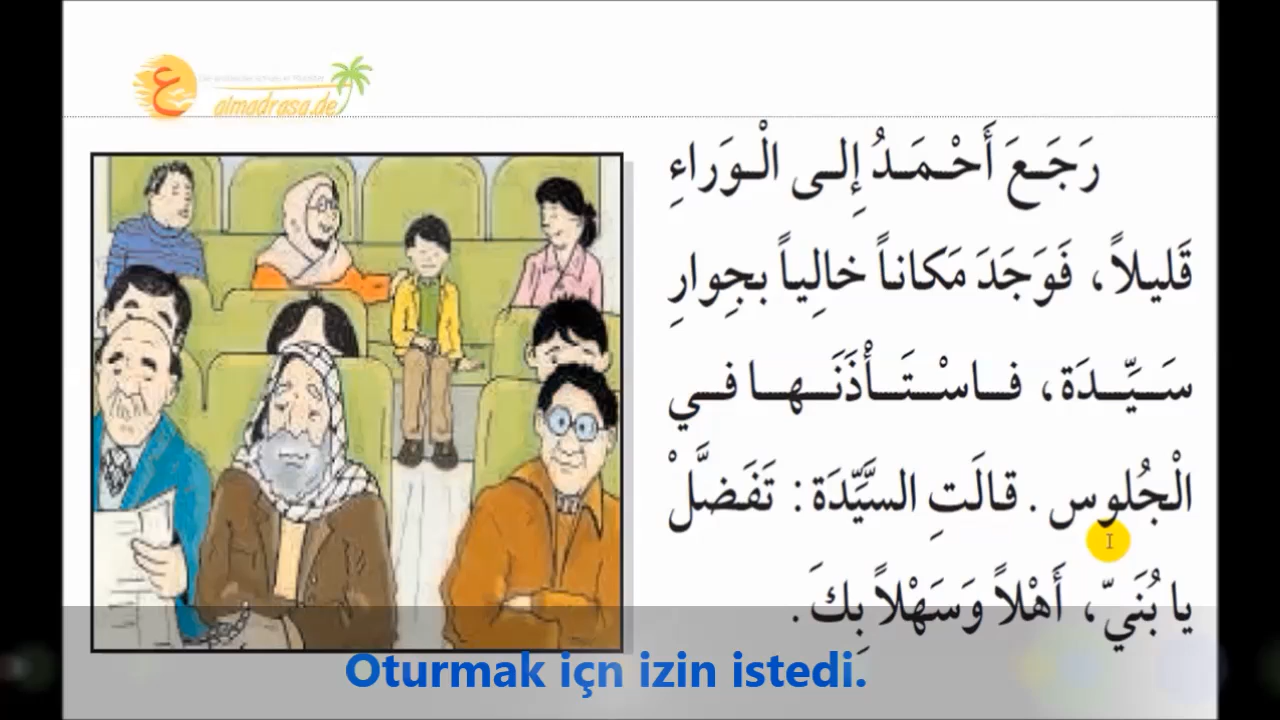 ع
almadrasa.de
رَجَعَ أَحْمَدُ إِلى الْوَراءِ
قَليلاً، فَوَجَدَ مَكاناً خالِياً بجِوارِ
سَيِّدَة، فاسْتَأْذَنَها في
الْجُلوس. قالَتِ السَّيِّدَة: تَفَضَّلْ
يا بُنَيّ، أَهْلاً وَسَهْلاً بِكَ.
Oturmak içn izin istedi.